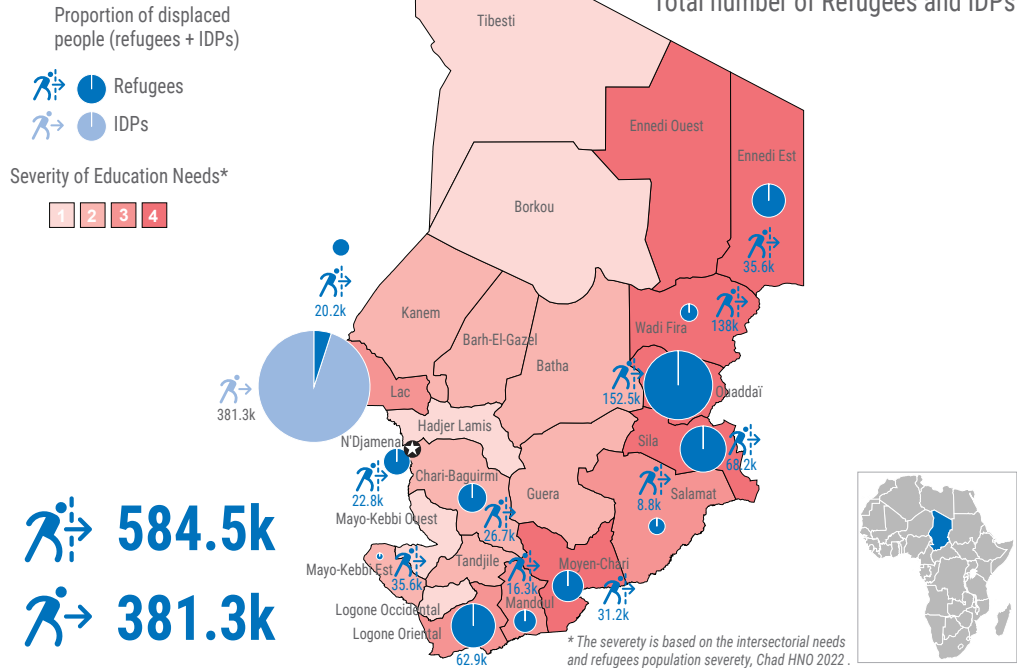 Total number of Refugees and IDPs
Proportion of displaced
people (refugees + IDPs)
Refugees
IDPs
Severity of Education Needs*
1 2 3 4
Tibesti
Ennedi Ouest
Ennedi Est
35.6k
Borkou
20.2k
Kanem
Wadi Fira
138k
Barh-El-Gazel
Batha
Lac
152.5k
Ouaddaï
381.3k
Hadjer Lamis
N'Djamena
Sila
68.2k
22.8k
Chari-Baguirmi
Guera
8.8k
Salamat
Mayo-Kebbi Ouest
26.7k
584.5k
Mayo-Kebbi Est
35.6k
Tandjile
16.3k
Moyen-Chari
31.2k
Mandoul
Logone Occidental
381.3k
Logone Oriental
62.9k
* The severety is based on the intersectorial needs
and refugees population severety, Chad HNO 2022 .